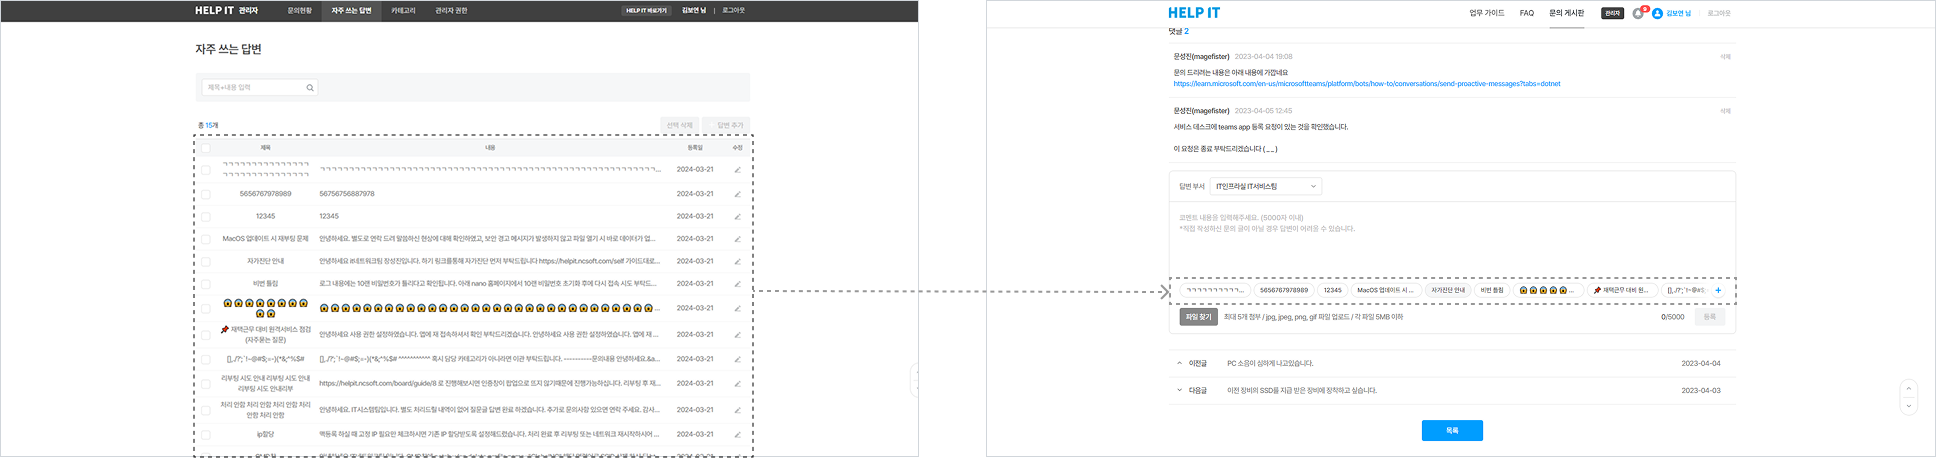 HELP IT 관리자 문의현황 자주 쓰는 답변 카테고리 관리자 권한 HELP IT 바로가기 김보연 님 | 로그아웃
자주 쓰는 답변
제목+내용 입력
총 15개 선택 삭제 답변 추가
제목 내용 등록일 수정
2024-03-21
5656767978989 56756756887978 2024-03-21
12345 12345 2024-03-21
MacOS 업데이트 시 재부팅 문제 안녕하세요. 별도로 연락 드려 말씀하신 현상에 대해 확인하였고, 보안 경고 메시지가 발생하지 않고 파일 열기 시 바로 데이터가 업... 2024-03-21
자가진단 안내 안녕하세요 it네트워크팀 장성진입니다. 하기 링크를통해 자가진단 먼저 부탁드립니다 https://helpit.ncsoft.com/self 가이드대로... 2024-03-21
비번 틀림 로그 내용에는 10랜 비밀번호가 틀리다고 확인됩니다. 아래 nano 홈페이지에서 10랜 비밀번호 초기화 후에 다시 접속 시도 부탁드... 2024-03-21
😱😱😱😱😱😱😱😱 😱😱😱😱😱😱😱😱😱😱😱😱😱😱😱😱😱😱😱😱😱😱😱😱😱😱😱😱😱😱... 2024-03-21
😱😱
📌 재택근무 대비 원격서비스 점검 안녕하세요 사용 권한 설정하였습니다. 앱에 재 접속하셔서 확인 부탁드리겠습니다. 안녕하세요 사용 권한 설정하였습니다. 앱에 재 ... 2024-03-21
(자주묻는 질문)
[],./?;`!~@#$;=-)(*&;^%$# 2024-03-21
혹시 담당 카테고리가 아니라면 이관 부탁드립니다. ----------문의내용 안녕하세요.&a...
리부팅 시도 안내 리부팅 시도 안내 https://helpit.ncsoft.com/board/guide/8 로 진행해보시면 인증창이 팝업으로 뜨지 않기때문에 진행가능하십니다. 리부팅 후 재... 2024-03-21
리부팅 시도 안내리부
처리 안함 처리 안함 처리 안함 처리 안녕하세요. IT시스템팀입니다. 별도 처리드릴 내역이 없어 질문글 답변 완료 하겠습니다. 추가로 문의사항 있으면 연락 주세요. 감사... 2024-03-21
안함 처리 안함
ip할당 맥등록 하실 때 고정 IP 필요만 체크하시면 기존 IP 할당받도록 설정해드렸습니다. 처리 완료 후 리부팅 또는 네트워크 재시작하시어 ... 2024-03-21
HELP IT 업무 가이드 FAQ 문의 게시판 관리자 9 김보연 님 로그아웃
댓글 2
문성진(magefister) 2023-04-04 19:08 삭제
문의 드리려는 내용은 아래 내용에 가깝네요
https://learn.microsoft.com/en-us/microsoftteams/platform/bots/how-to/conversations/send-proactive-messages?tabs=dotnet
문성진(magefister) 2023-04-05 12:45 삭제
서비스 데스크에 teams app 등록 요청이 있는 것을 확인했습니다.
이 요청은 종료 부탁드리겠습니다 ( _ _ )
답변 부서 IT인프라실 IT서비스팀
코멘트 내용을 입력해주세요. (5000자 이내)
*직접 작성하신 문의 글이 아닐 경우 답변이 어려울 수 있습니다.
ㄱㄱㄱㄱㄱㄱㄱㄱㄱㄱ... 5656767978989 12345 MacOS 업데이트 시 ... 자가진단 안내 비번 틀림 😱😱😱😱😱... 📌 재택근무 대비 원... [],./?;`!~@#$; +
파일 찾기 최대 5개 첨부 / jpg, jpeg, png, gif 파일 업로드 / 각 파일 5MB 이하 0/5000 등록
이전글 PC 소음이 심하게 나고있습니다. 2023-04-04
다음글 이전 장비의 SSD를 지급 받은 장비에 장착하고 싶습니다. 2023-04-03
목록